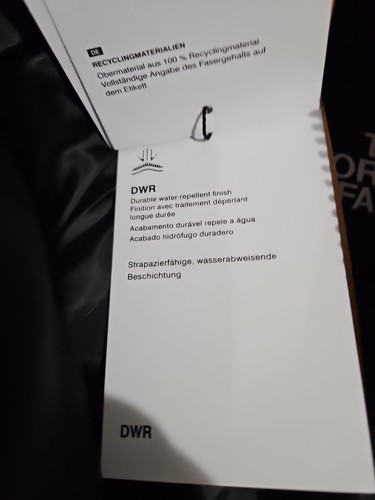 DE
RECYCLINGMATERIALIEN
Obermaterial aus 100 % Recyclingmaterial
Vollständige Angabe des Fasergehalts auf
dem Etikett.
DWR
Durable water-repellent finish
Finition avec traitement déperlant
longue durée
Acabamento durável repele a água
Acabado hidrófugo duradero
Strapazierfähige, wasserabweisende
Beschichtung
DWR